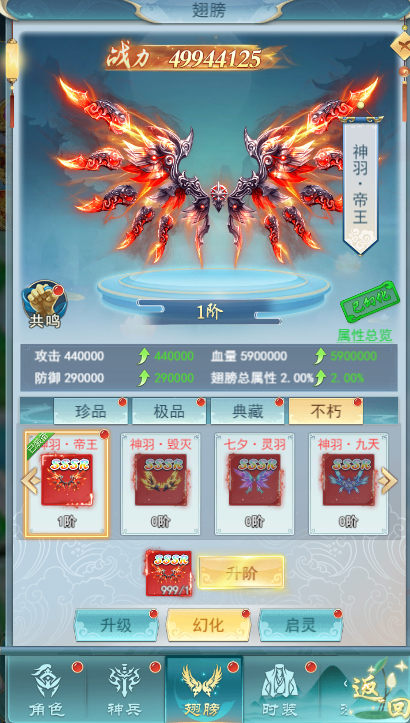 翅膀
战力 49944125
神羽·帝王
共鸣
1阶
已幻化
属性总览
攻击 440000 440000 血量 5900000 5900000
防御 290000 290000 翅膀总属性 2.00% 2.00%
珍品 极品 典藏 不朽
神羽·帝王 神羽·毁灭 七夕·灵羽 神羽·九天
SSSR SSSR SSSR SSSR
1阶 0阶 0阶 0阶
SSSR
999/1
升阶
升级 幻化 启灵
角色 神兵 翅膀 时装 返回